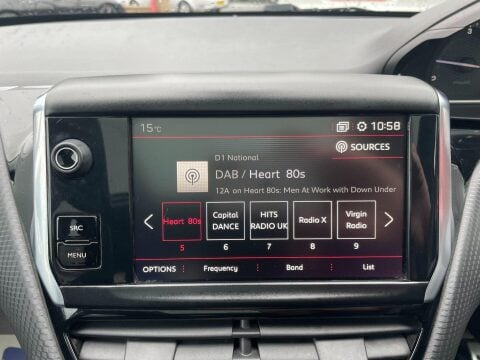 15°C
10:58
SOURCES
D1 National
DAB / Heart 80s
12A on Heart 80s: Men At Work with Down Under
Heart 80s
Capital DANCE
HITS RADIO UK
Radio X
Virgin Radio
5 6 7 8 9
OPTIONS Frequency Band List
SRC
MENU